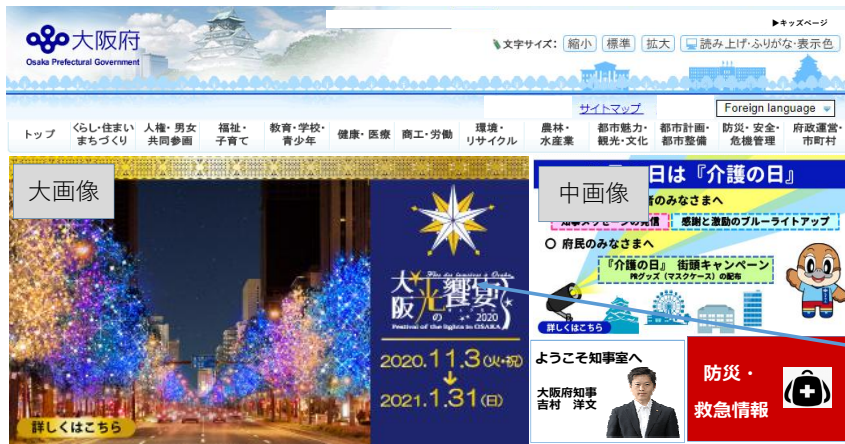 ▶キッズページ
大阪府
Osaka Prefectural Government
文字サイズ: 縮小 標準 拡大 読み上げ・ふりがな・表示色
サイトマップ
Foreign language
トップ
くらし・住まい
まちづくり
人権・男女
共同参画
福祉・
子育て
教育・学校・
青少年
健康・医療
商工・労働
環境・
リサイクル
農林・
水産業
都市魅力・
観光・文化
都市計画・
都市整備
防災・安全・
危機管理
府政運営・
市町村
大画像
大阪
光の饗宴
2020
Festival of the lights in OSAKA
2020.11.3(火・祝)
2021.1.31(日)
詳しくはこちら
中画像
日は『介護の日』
者のみなさまへ
感謝と激励のブルーライトアップ
〇 府民のみなさまへ
『介護の日』 街頭キャンペーン
PRグッズ(マスクケース)の配布
詳しくはこちら
ようこそ知事室へ
大阪府知事
吉村 洋文
防災・
救急情報